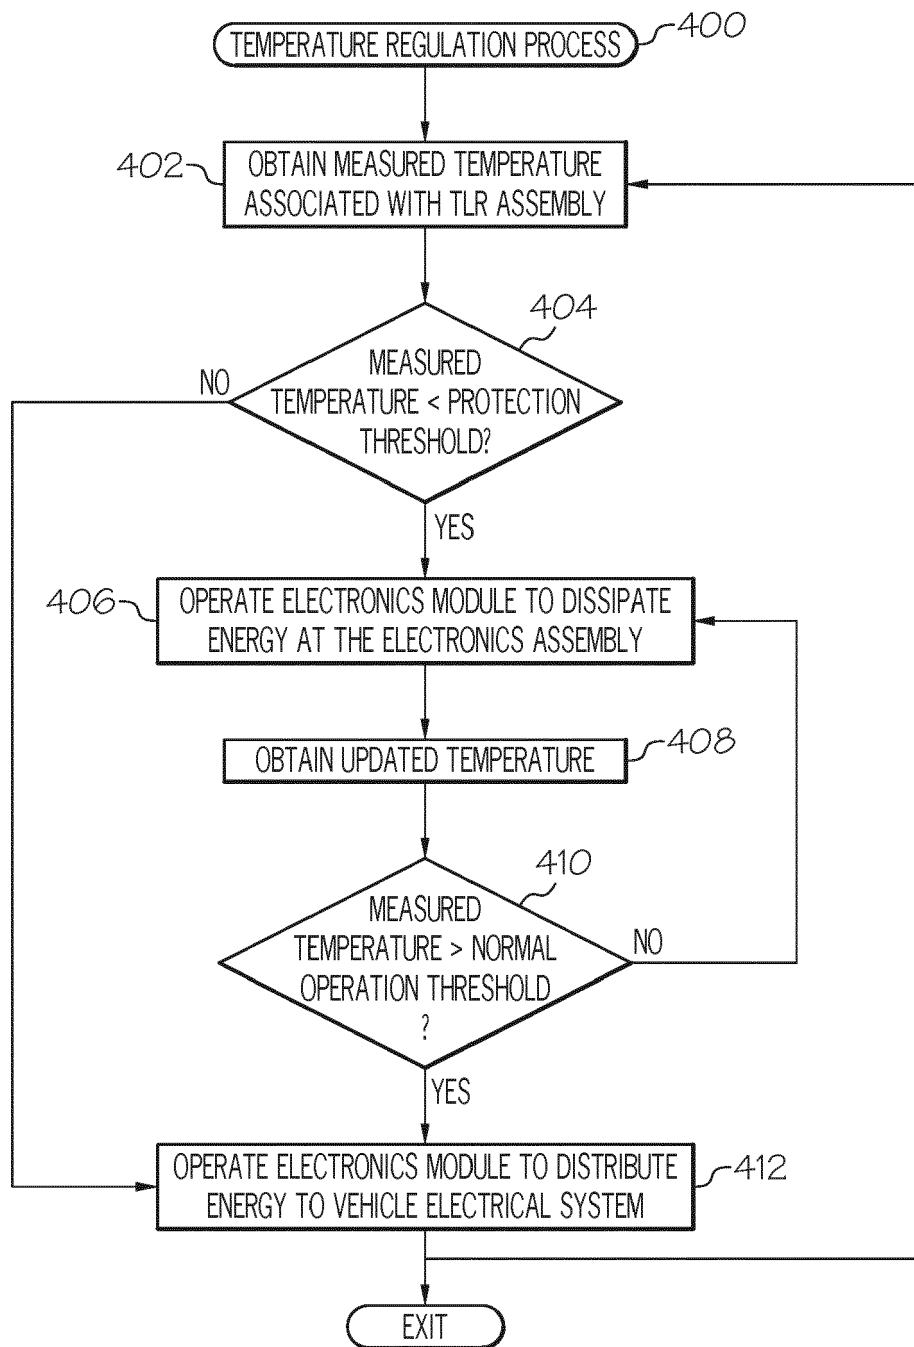 TEMPERATURE REGULATION PROCESS
400
402
OBTAIN MEASURED TEMPERATURE
ASSOCIATED WITH TLR ASSEMBLY
404
MEASURED
TEMPERATURE < PROTECTION
THRESHOLD?
NO
YES
406
OPERATE ELECTRONICS MODULE TO DISSIPATE
ENERGY AT THE ELECTRONICS ASSEMBLY
OBTAIN UPDATED TEMPERATURE
408
410
MEASURED
TEMPERATURE > NORMAL
OPERATION THRESHOLD
?
NO
YES
OPERATE ELECTRONICS MODULE TO DISTRIBUTE
ENERGY TO VEHICLE ELECTRICAL SYSTEM
412
EXIT